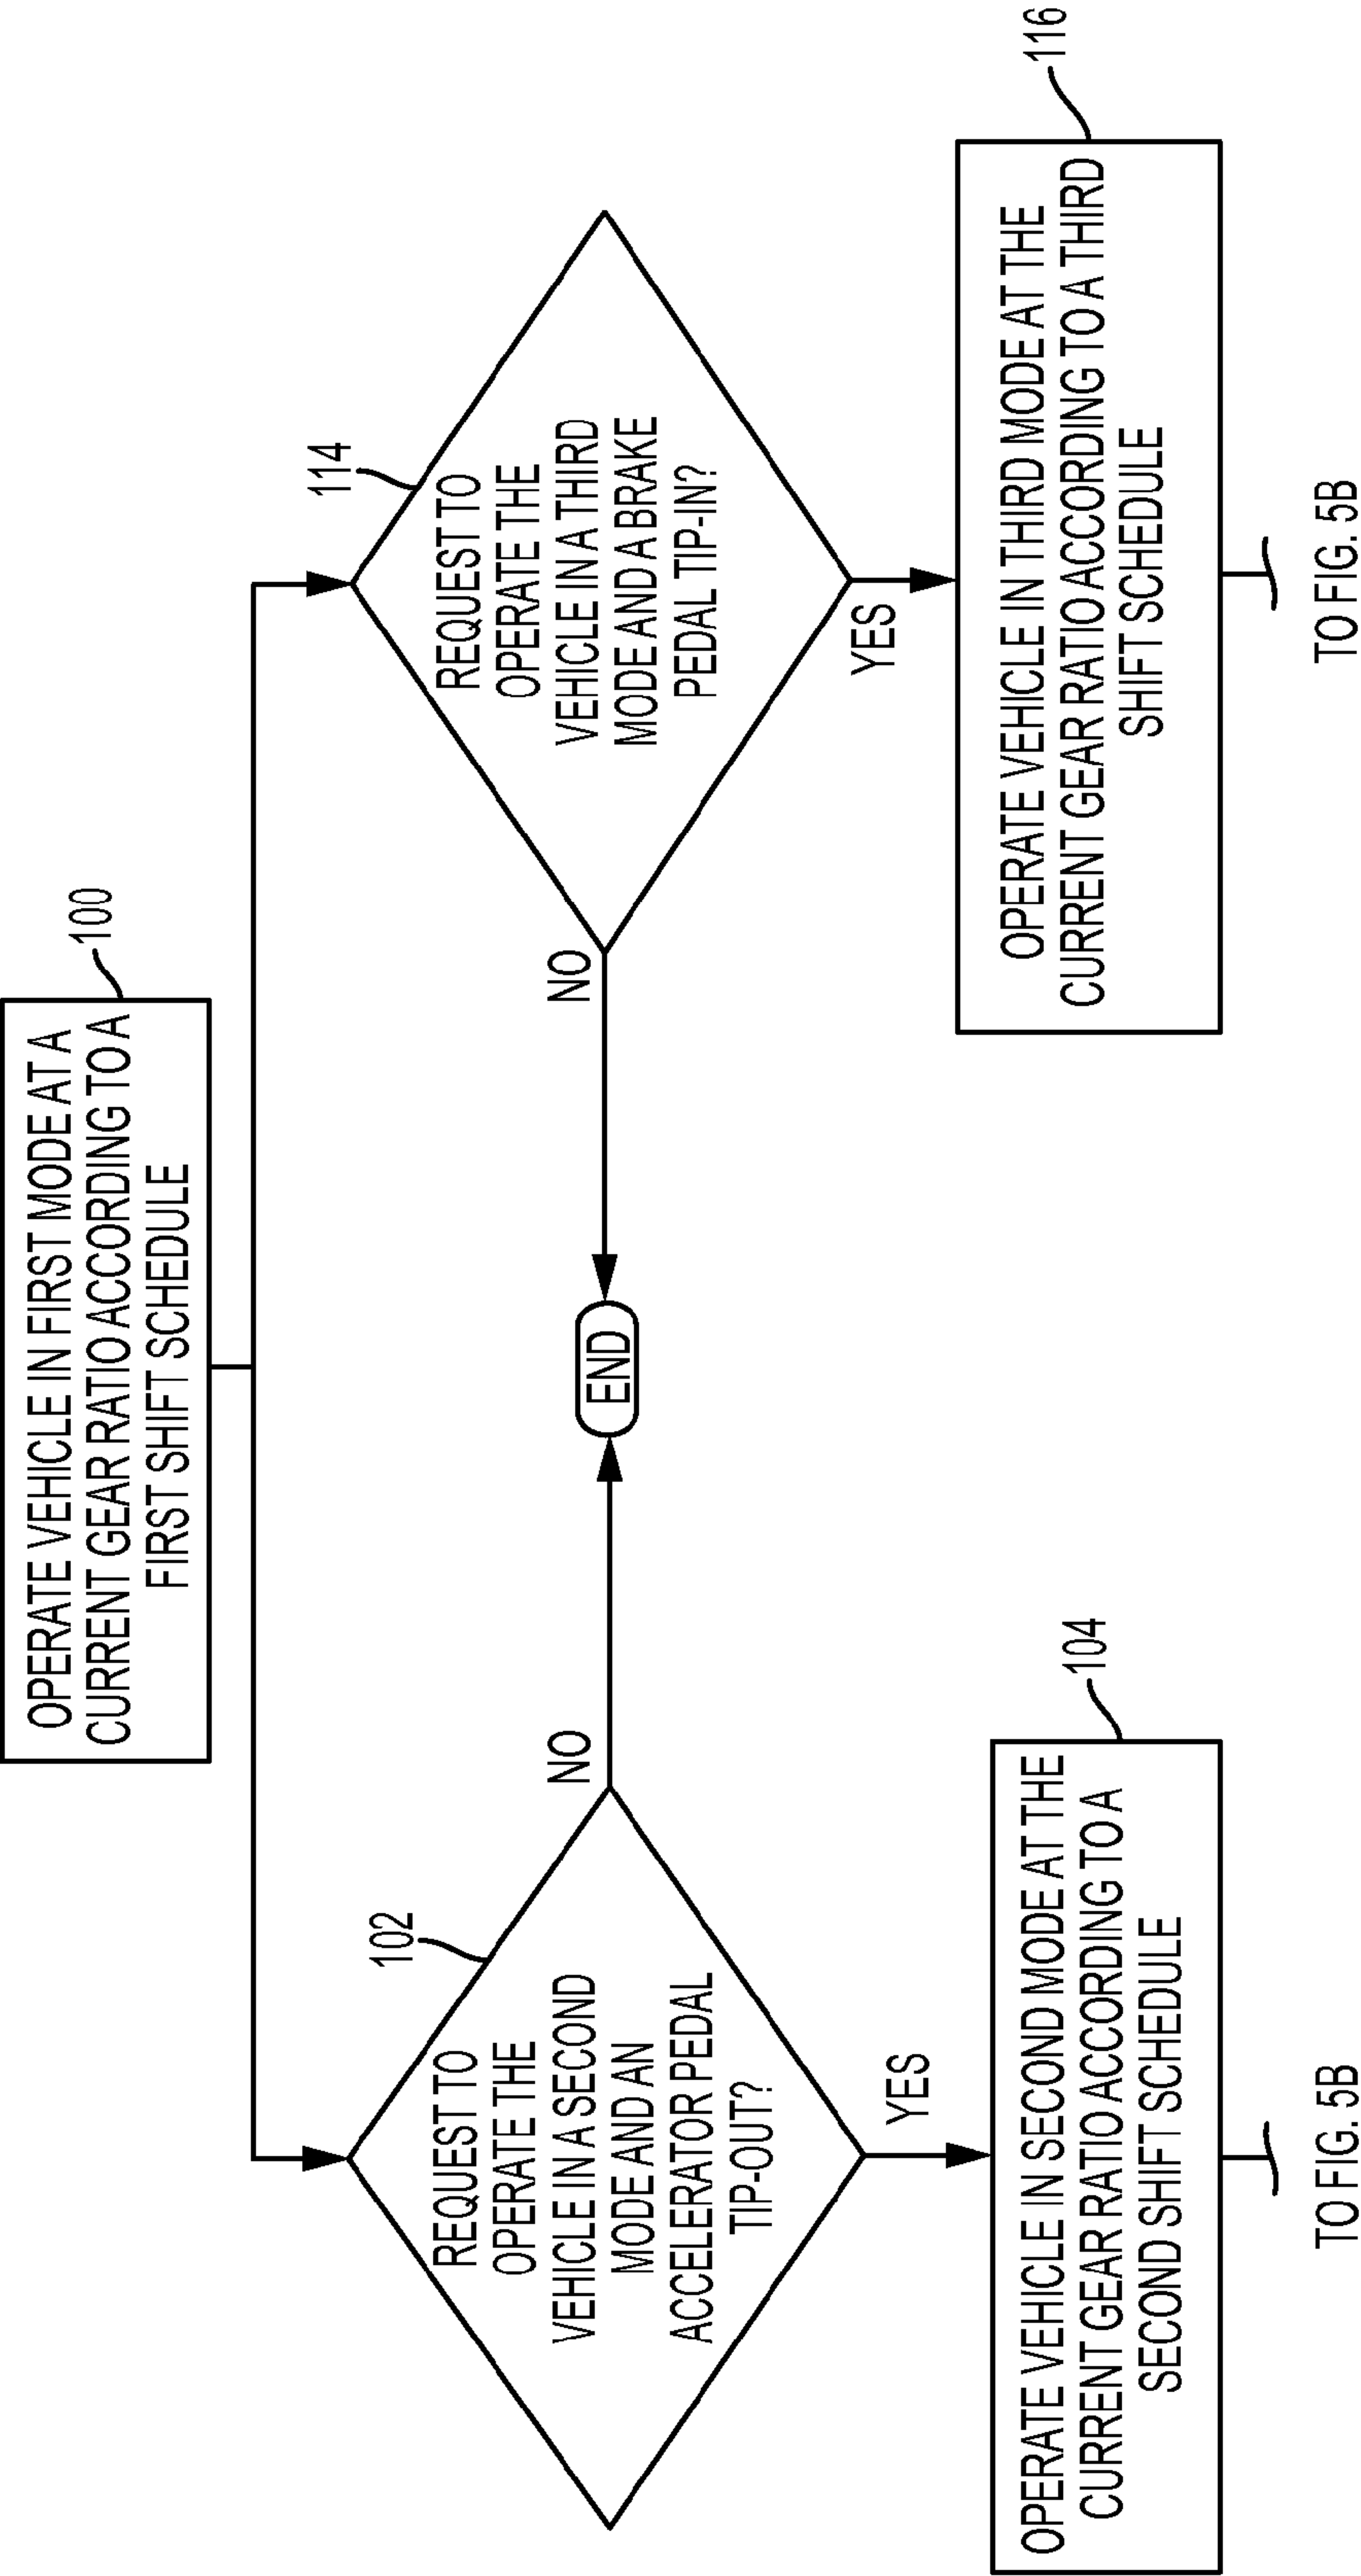 OPERATE VEHICLE IN FIRST MODE AT A
CURRENT GEAR RATIO ACCORDING TO A
FIRST SHIFT SCHEDULE
100
102
REQUEST TO
OPERATE THE
VEHICLE IN A SECOND
MODE AND AN
ACCELERATOR PEDAL
TIP-OUT?
NO
YES
END
114
REQUEST TO
OPERATE THE
VEHICLE IN A THIRD
MODE AND A BRAKE
PEDAL TIP-IN?
NO
YES
104
OPERATE VEHICLE IN SECOND MODE AT THE
CURRENT GEAR RATIO ACCORDING TO A
SECOND SHIFT SCHEDULE
TO FIG. 5B
116
OPERATE VEHICLE IN THIRD MODE AT THE
CURRENT GEAR RATIO ACCORDING TO A THIRD
SHIFT SCHEDULE
TO FIG. 5B